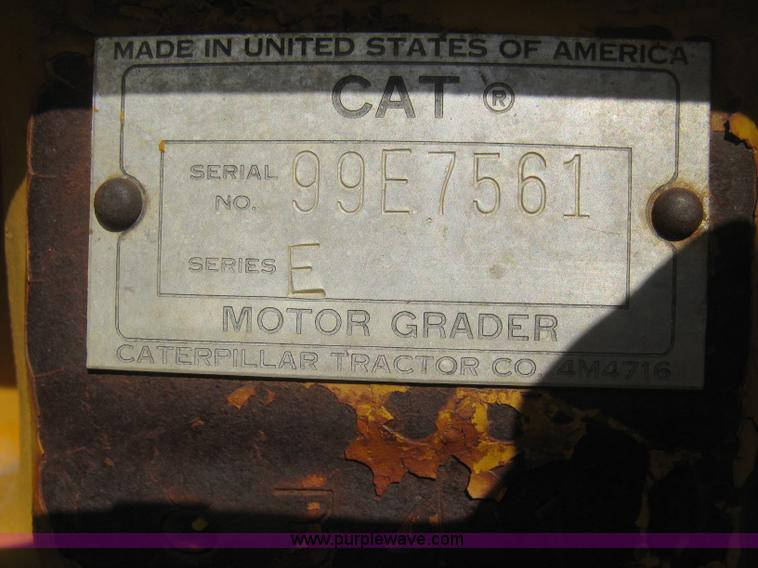 MADE IN UNITED STATES OF AMERICA
CAT ®
SERIAL NO. 99E7561
SERIES E
MOTOR GRADER
CATERPILLAR TRACTOR CO. 4M4716
www.purplewave.com